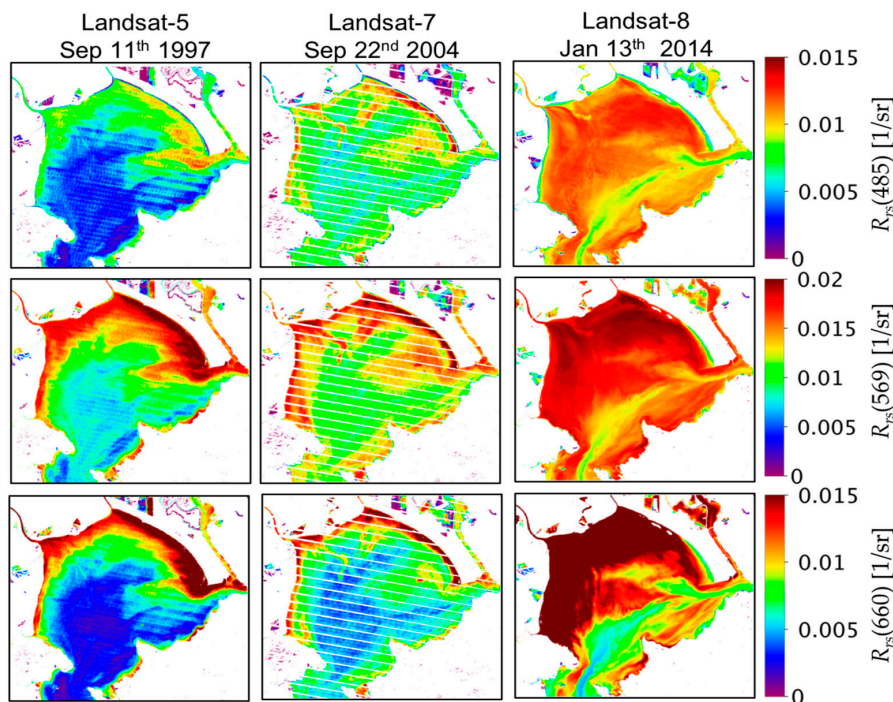 Landsat-5 Landsat-7 Landsat-8
Sep 11th 1997 Sep 22nd 2004 Jan 13th 2014
0.015
0.01
0.005
0
Rrs(485) [1/sr]
0.02
0.015
0.01
0.005
0
Rrs(569) [1/sr]
0.015
0.01
0.005
0
Rrs(660) [1/sr]